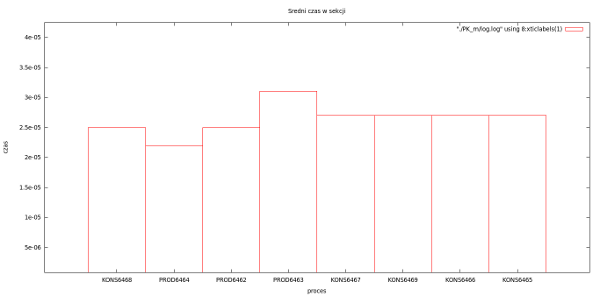 Sredni czas w sekcji
"./PK_m/log.log" using 8:xticlabels(1)
4e-05
3.5e-05
3e-05
2.5e-05
2e-05
1.5e-05
1e-05
5e-06
czas
KONS6468 PROD6464 PROD6462 PROD6463 KONS6467 KONS6469 KONS6466 KONS6465
proces